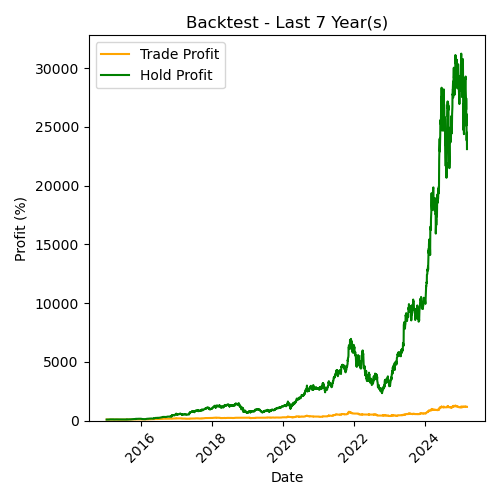 Backtest - Last 7 Year(s)
Trade Profit
Hold Profit
30000
25000
20000
15000
10000
5000
0
Profit (%)
2016
2018
2020
2022
2024
Date